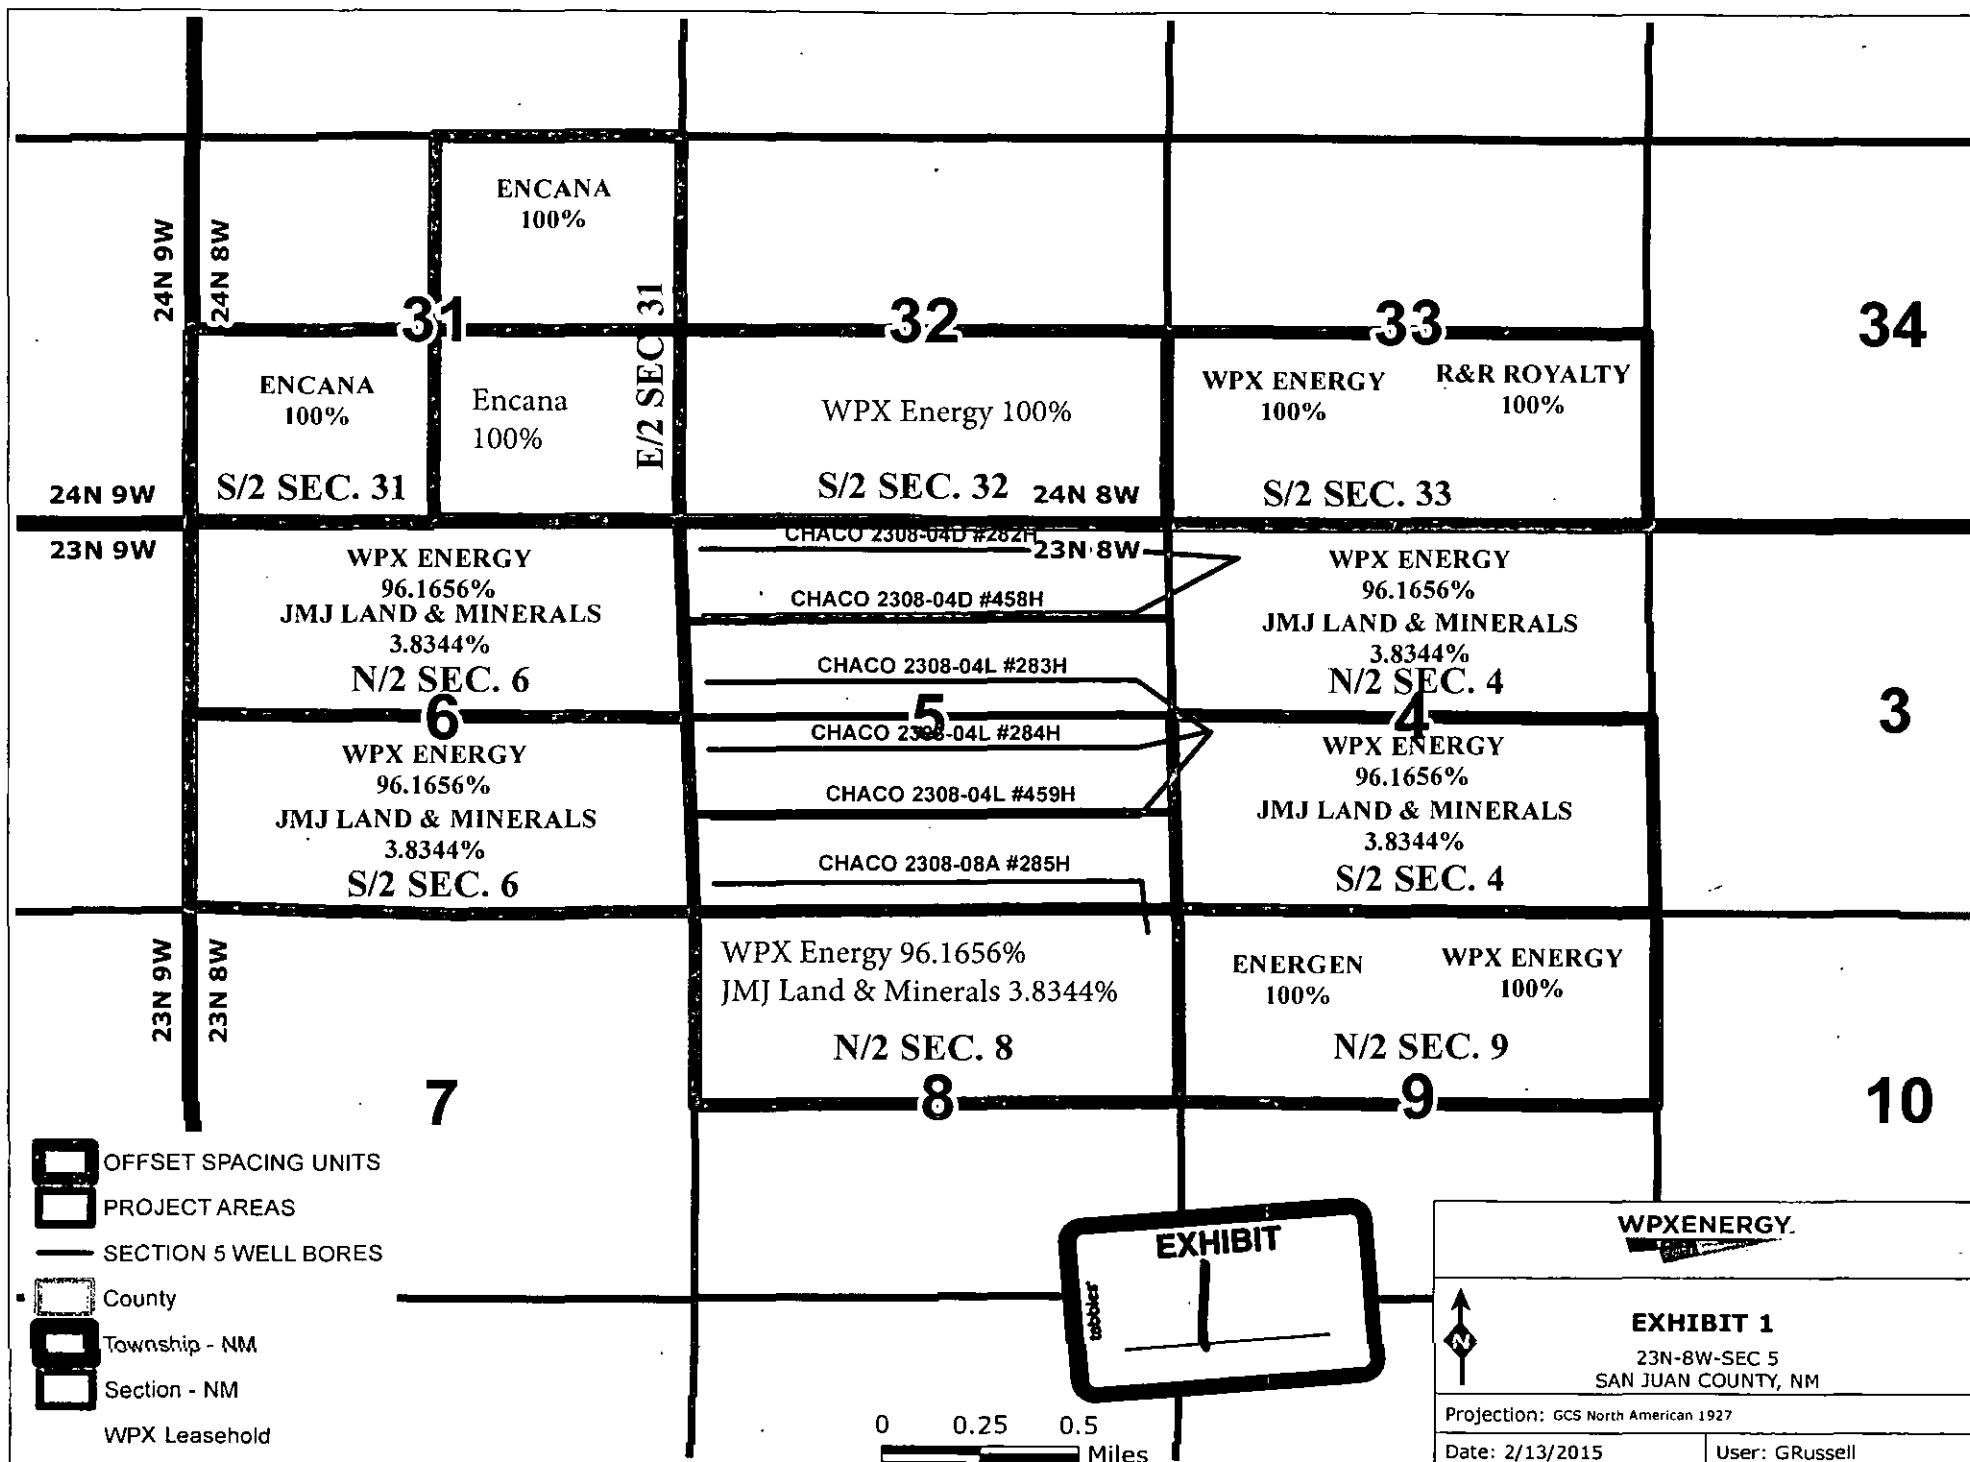 ENCANA
100%
24N 9W
24N 8W
31
E/2 SEC 31
32
33
34
ENCANA
100%
Encana
100%
WPX Energy 100%
WPX ENERGY
100%
R&R ROYALTY
100%
S/2 SEC. 31
S/2 SEC. 32
S/2 SEC. 33
24N 9W
24N 8W
23N 9W
23N 8W
WPX ENERGY
96.1656%
JMJ LAND & MINERALS
3.8344%
N/2 SEC. 6
CHACO 2308-04D #282H
CHACO 2308-04D #458H
CHACO 2308-04L #283H
WPX ENERGY
96.1656%
JMJ LAND & MINERALS
3.8344%
N/2 SEC. 4
6
5
4
3
WPX ENERGY
96.1656%
JMJ LAND & MINERALS
3.8344%
S/2 SEC. 6
CHACO 2308-04L #284H
CHACO 2308-04L #459H
CHACO 2308-08A #285H
WPX ENERGY
96.1656%
JMJ LAND & MINERALS
3.8344%
S/2 SEC. 4
23N 9W
23N 8W
WPX Energy 96.1656%
JMJ Land & Minerals 3.8344%
N/2 SEC. 8
ENERGEN
100%
WPX ENERGY
100%
N/2 SEC. 9
7
8
9
10
OFFSET SPACING UNITS
PROJECT AREAS
SECTION 5 WELL BORES
County
Township - NM
Section - NM
WPX Leasehold
EXHIBIT
1
tabbies'
0 0.25 0.5
Miles
WPXENERGY.
N
EXHIBIT 1
23N-8W-SEC 5
SAN JUAN COUNTY, NM
Projection: GCS North American 1927
Date: 2/13/2015
User: GRussell